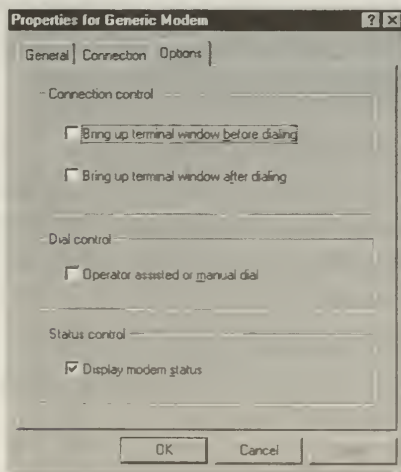 Properties for Generic Modem ? ×
General Connection Options
Connection control
Bring up terminal window before dialing
Bring up terminal window after dialing
Dial control
Operator assisted or manual dial
Status control
Display modem status
OK Cancel